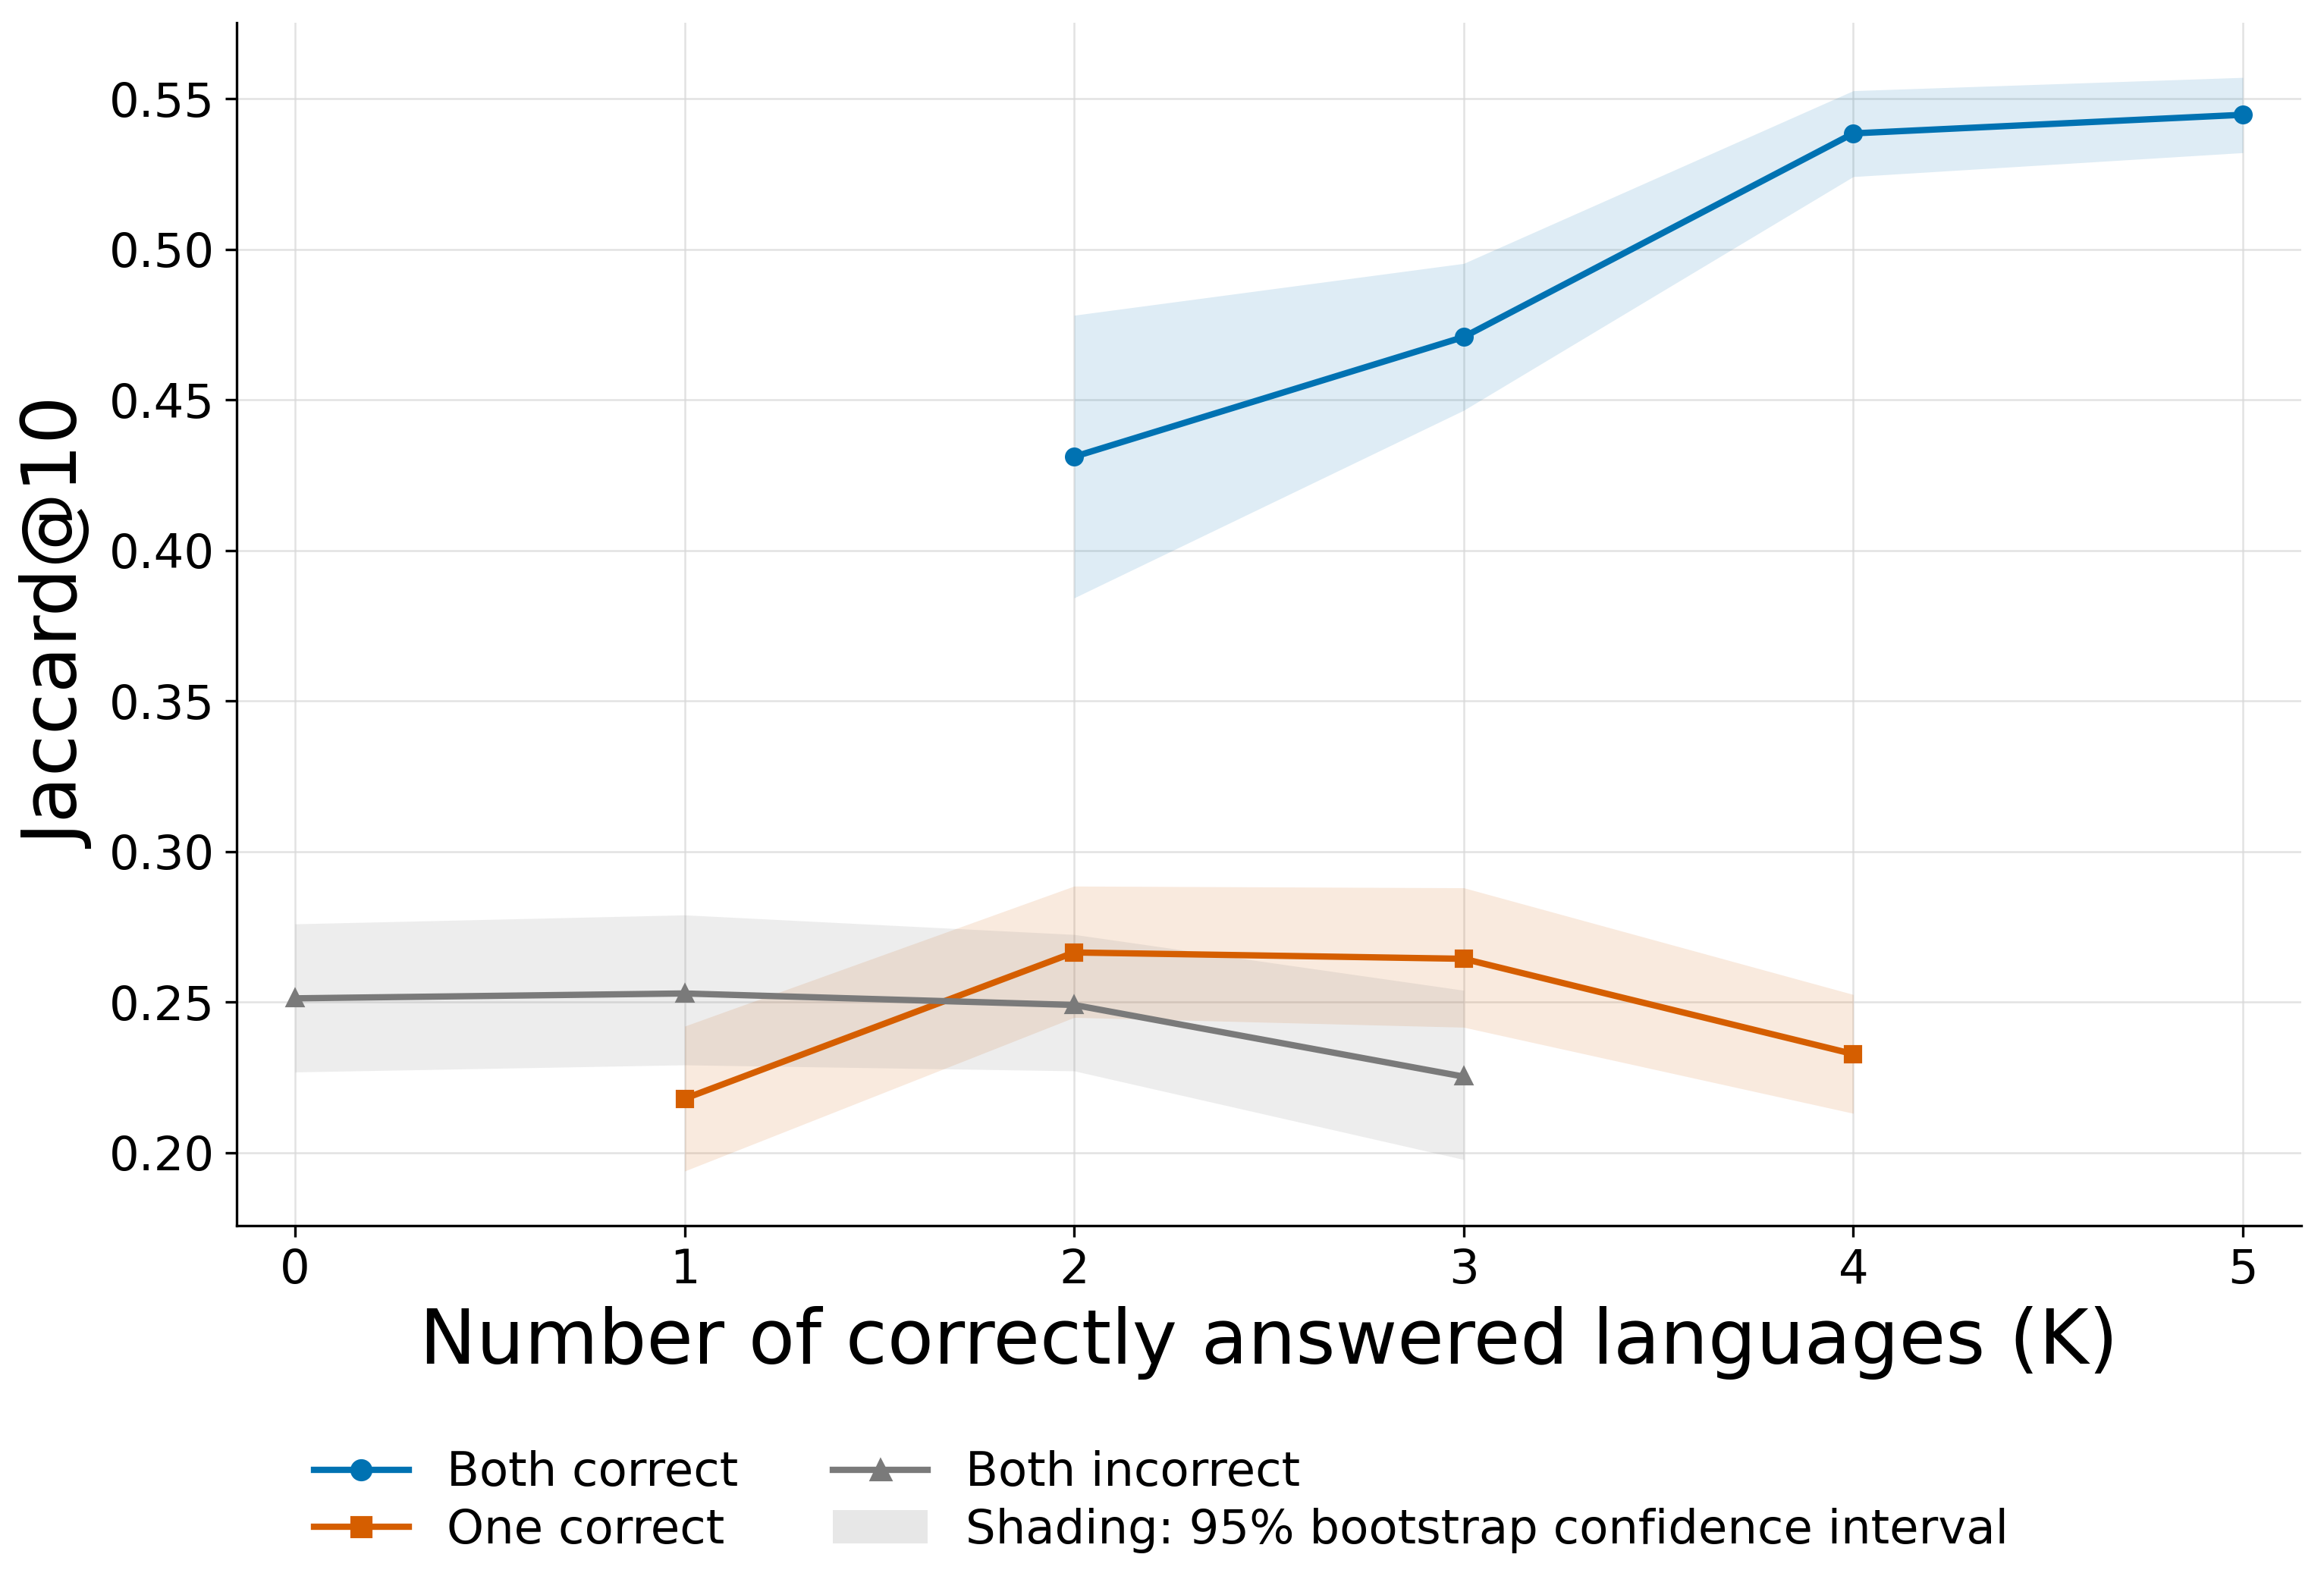 Jaccard@10
0.55
0.50
0.45
0.40
0.35
0.30
0.25
0.20
0 1 2 3 4 5
Number of correctly answered languages (K)
Both correct
One correct
Both incorrect
Shading: 95% bootstrap confidence interval